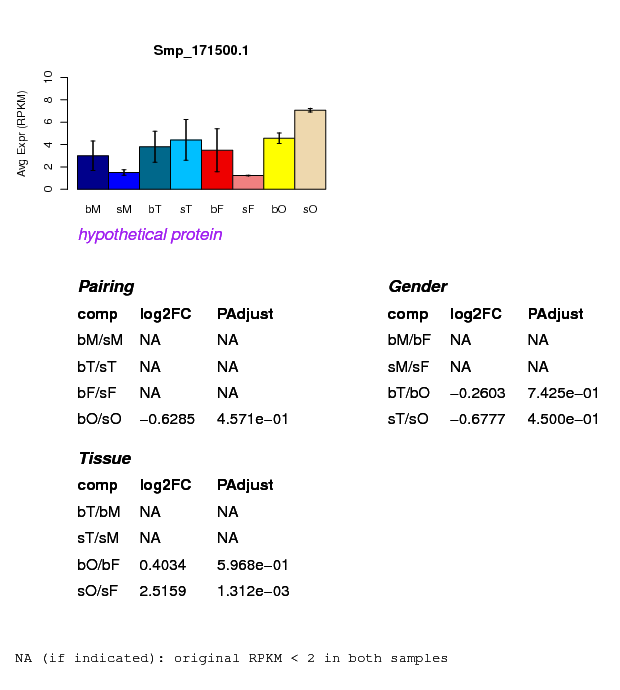 Smp_171500.1
Avg Expr (RPKM)
0 2 4 6 8 10
bM sM bT sT bF sF bO sO
hypothetical protein
Pairing
comp log2FC PAdjust
bM/sM NA NA
bT/sT NA NA
bF/sF NA NA
bO/sO −0.6285 4.571e−01
Gender
comp log2FC PAdjust
bM/bF NA NA
sM/sF NA NA
bT/bO −0.2603 7.425e−01
sT/sO −0.6777 4.500e−01
Tissue
comp log2FC PAdjust
bT/bM NA NA
sT/sM NA NA
bO/bF 0.4034 5.968e−01
sO/sF 2.5159 1.312e−03
NA (if indicated): original RPKM < 2 in both samples